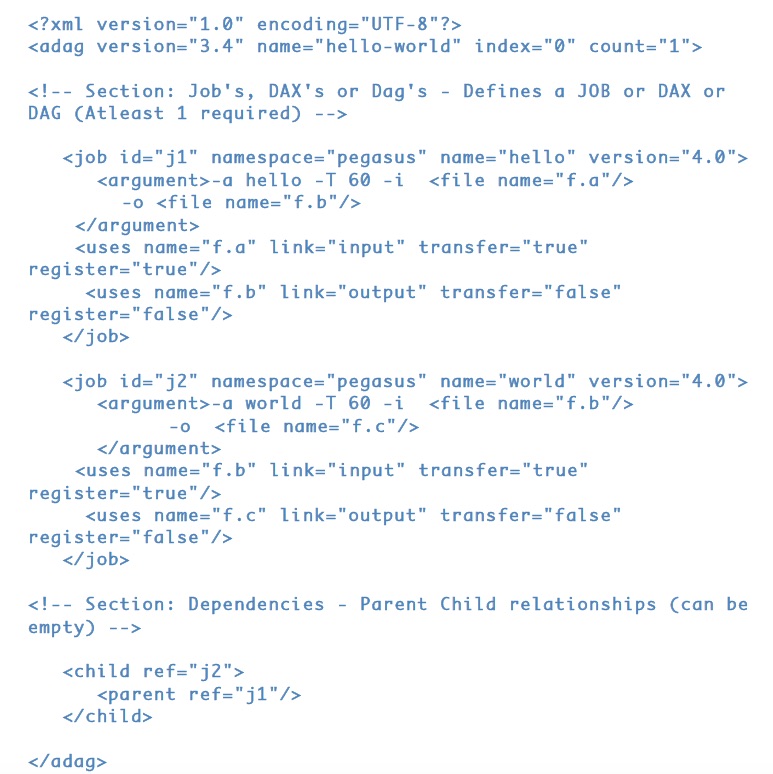 <?xml version="1.0" encoding="UTF-8"?>
<adag version="3.4" name="hello-world" index="0" count="1">
<!-- Section: Job's, DAX's or Dag's - Defines a JOB or DAX or
DAG (Atleast 1 required) -->
<job id="j1" namespace="pegasus" name="hello" version="4.0">
<argument>-a hello -T 60 -i  <file name="f.a"/>
-o <file name="f.b"/>
</argument>
<uses name="f.a" link="input" transfer="true"
register="true"/>
<uses name="f.b" link="output" transfer="false"
register="false"/>
</job>
<job id="j2" namespace="pegasus" name="world" version="4.0">
<argument>-a world -T 60 -i  <file name="f.b"/>
-o  <file name="f.c"/>
</argument>
<uses name="f.b" link="input" transfer="true"
register="true"/>
<uses name="f.c" link="output" transfer="false"
register="false"/>
</job>
<!-- Section: Dependencies - Parent Child relationships (can be
empty) -->
<child ref="j2">
<parent ref="j1"/>
</child>
</adag>